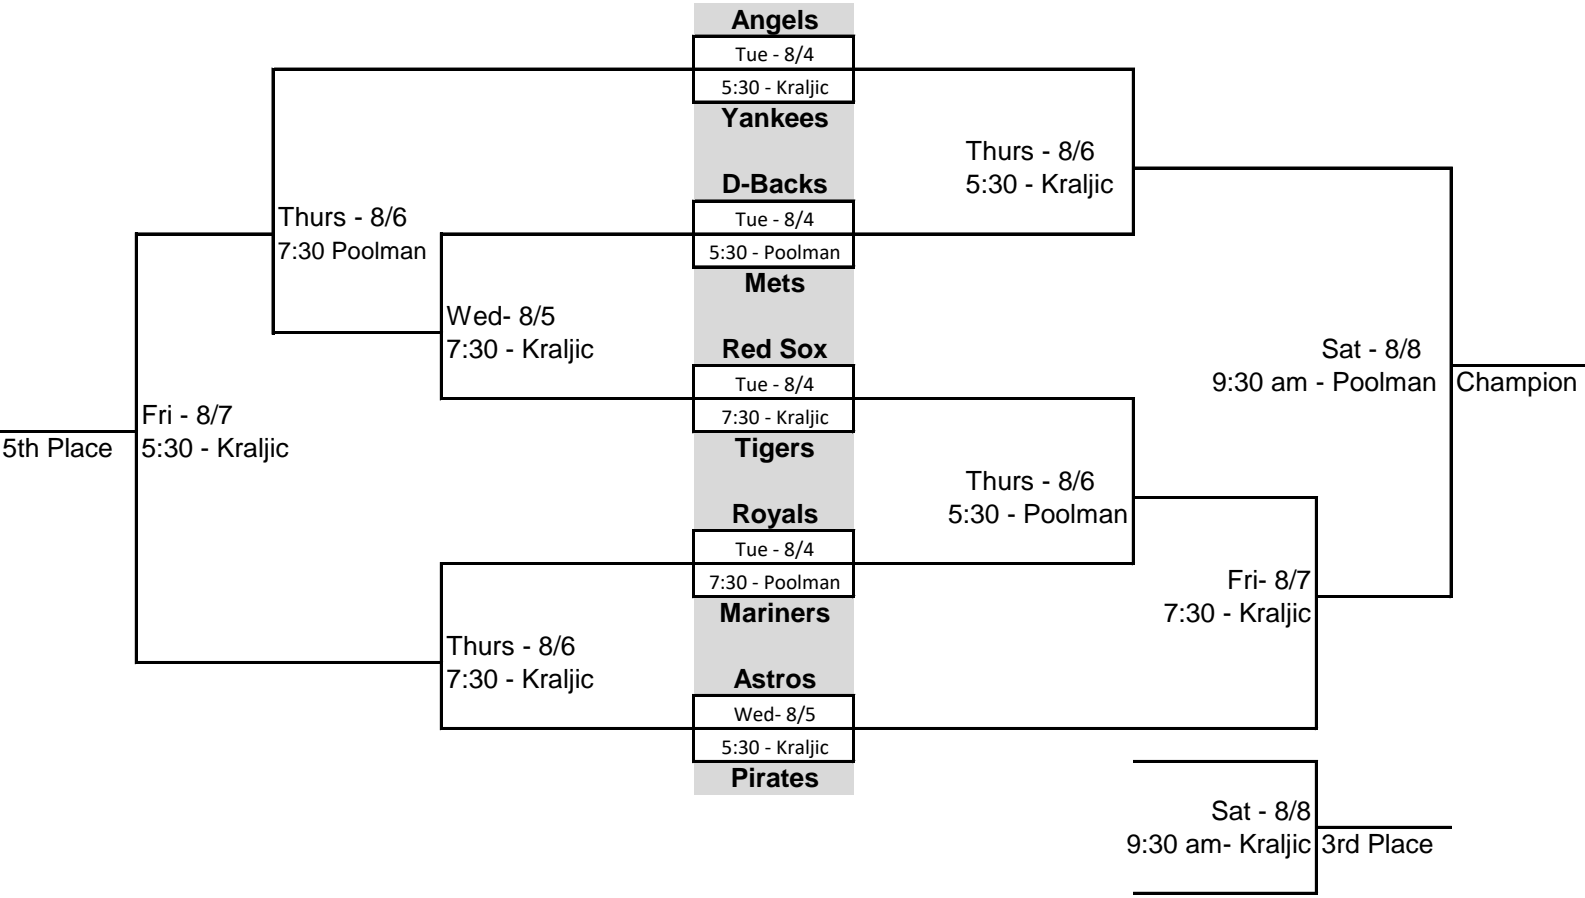 Angels
Tue - 8/4
5:30 - Kraljic
Yankees
Thurs - 8/6
5:30 - Kraljic
D-Backs
Tue - 8/4
5:30 - Poolman
Mets
Thurs - 8/6
7:30 Poolman
Wed- 8/5
7:30 - Kraljic
Red Sox
Tue - 8/4
7:30 - Kraljic
Tigers
Sat - 8/8
9:30 am - Poolman
Champion
Fri - 8/7
5:30 - Kraljic
5th Place
Thurs - 8/6
5:30 - Poolman
Royals
Tue - 8/4
7:30 - Poolman
Mariners
Fri- 8/7
7:30 - Kraljic
Thurs - 8/6
7:30 - Kraljic
Astros
Wed- 8/5
5:30 - Kraljic
Pirates
Sat - 8/8
9:30 am- Kraljic
3rd Place